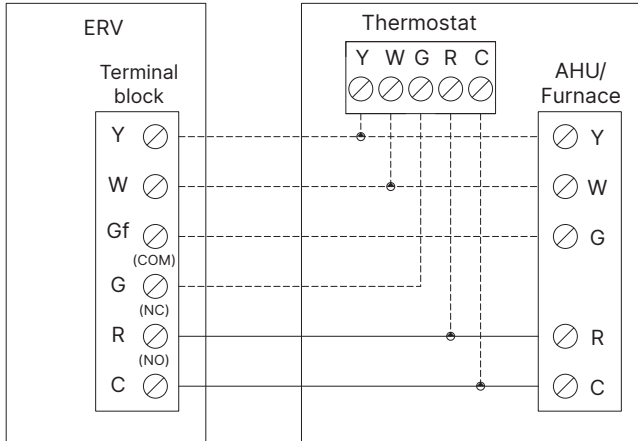 ERV
Thermostat
Y W G R C
Terminal
block
AHU/
Furnace
Y
Y
W
W
Gf
G
(COM)
G
(NC)
R
R
(NO)
C
C